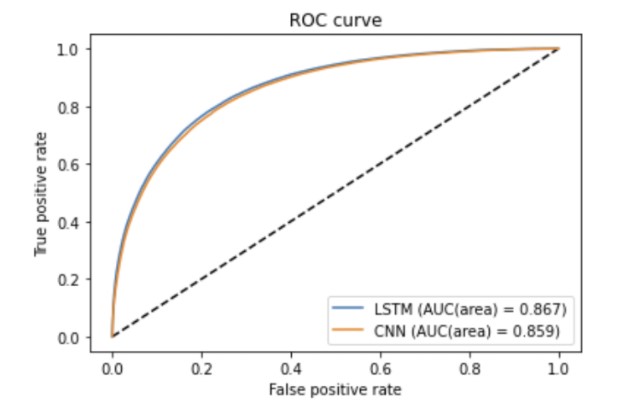 ROC curve
1.0
0.8
0.6
0.4
0.2
0.0
True positive rate
LSTM (AUC(area) = 0.867)
CNN (AUC(area) = 0.859)
0.0 0.2 0.4 0.6 0.8 1.0
False positive rate